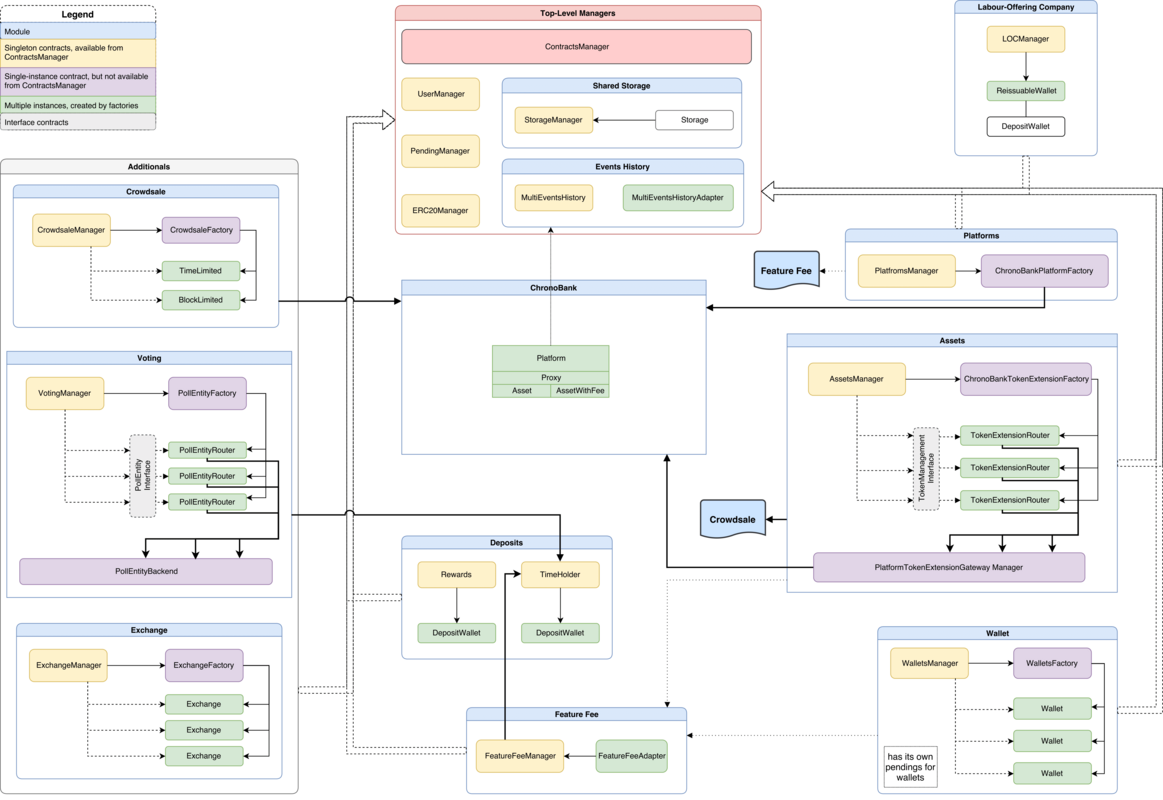 Legend
Module
Singleton contracts, available from
ContractsManager
Single-instance contract, but not available
from ContractsManager
Multiple instances, created by factories
Interface contracts
Top-Level Managers
ContractsManager
UserManager
PendingManager
ERC20Manager
Shared Storage
StorageManager
Storage
Events History
MultiEventsHistory
MultiEventsHistoryAdapter
Labour-Offering Company
LOCManager
ReissuableWallet
DepositWallet
Additionals
Crowdsale
CrowdsaleManager
CrowdsaleFactory
TimeLimited
BlockLimited
Voting
VotingManager
PollEntityFactory
PollEntity
Interface
PollEntityRouter
PollEntityRouter
PollEntityRouter
PollEntityBackend
Exchange
ExchangeManager
ExchangeFactory
Exchange
Exchange
Exchange
ChronoBank
Platform
Proxy
Asset
AssetWithFee
Feature Fee
Platforms
PlatfromsManager
ChronoBankPlatformFactory
Assets
AssetsManager
ChronoBankTokenExtensionFactory
TokenManagement
Interface
TokenExtensionRouter
TokenExtensionRouter
TokenExtensionRouter
PlatformTokenExtensionGateway Manager
Crowdsale
Deposits
Rewards
TimeHolder
DepositWallet
DepositWallet
Feature Fee
FeatureFeeManager
FeatureFeeAdapter
Wallet
WalletsManager
WalletsFactory
Wallet
Wallet
Wallet
has its own
pendings for
wallets